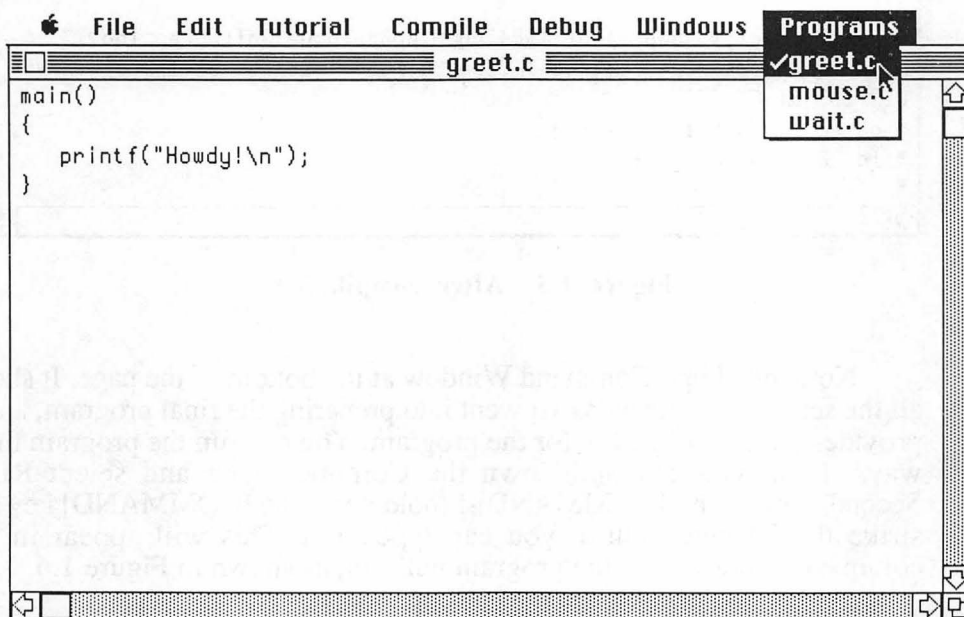 File Edit Tutorial Compile Debug Windows Programs
greet.c
✓greet.c
mouse.c
wait.c
main()
{
printf("Howdy!\n");
}